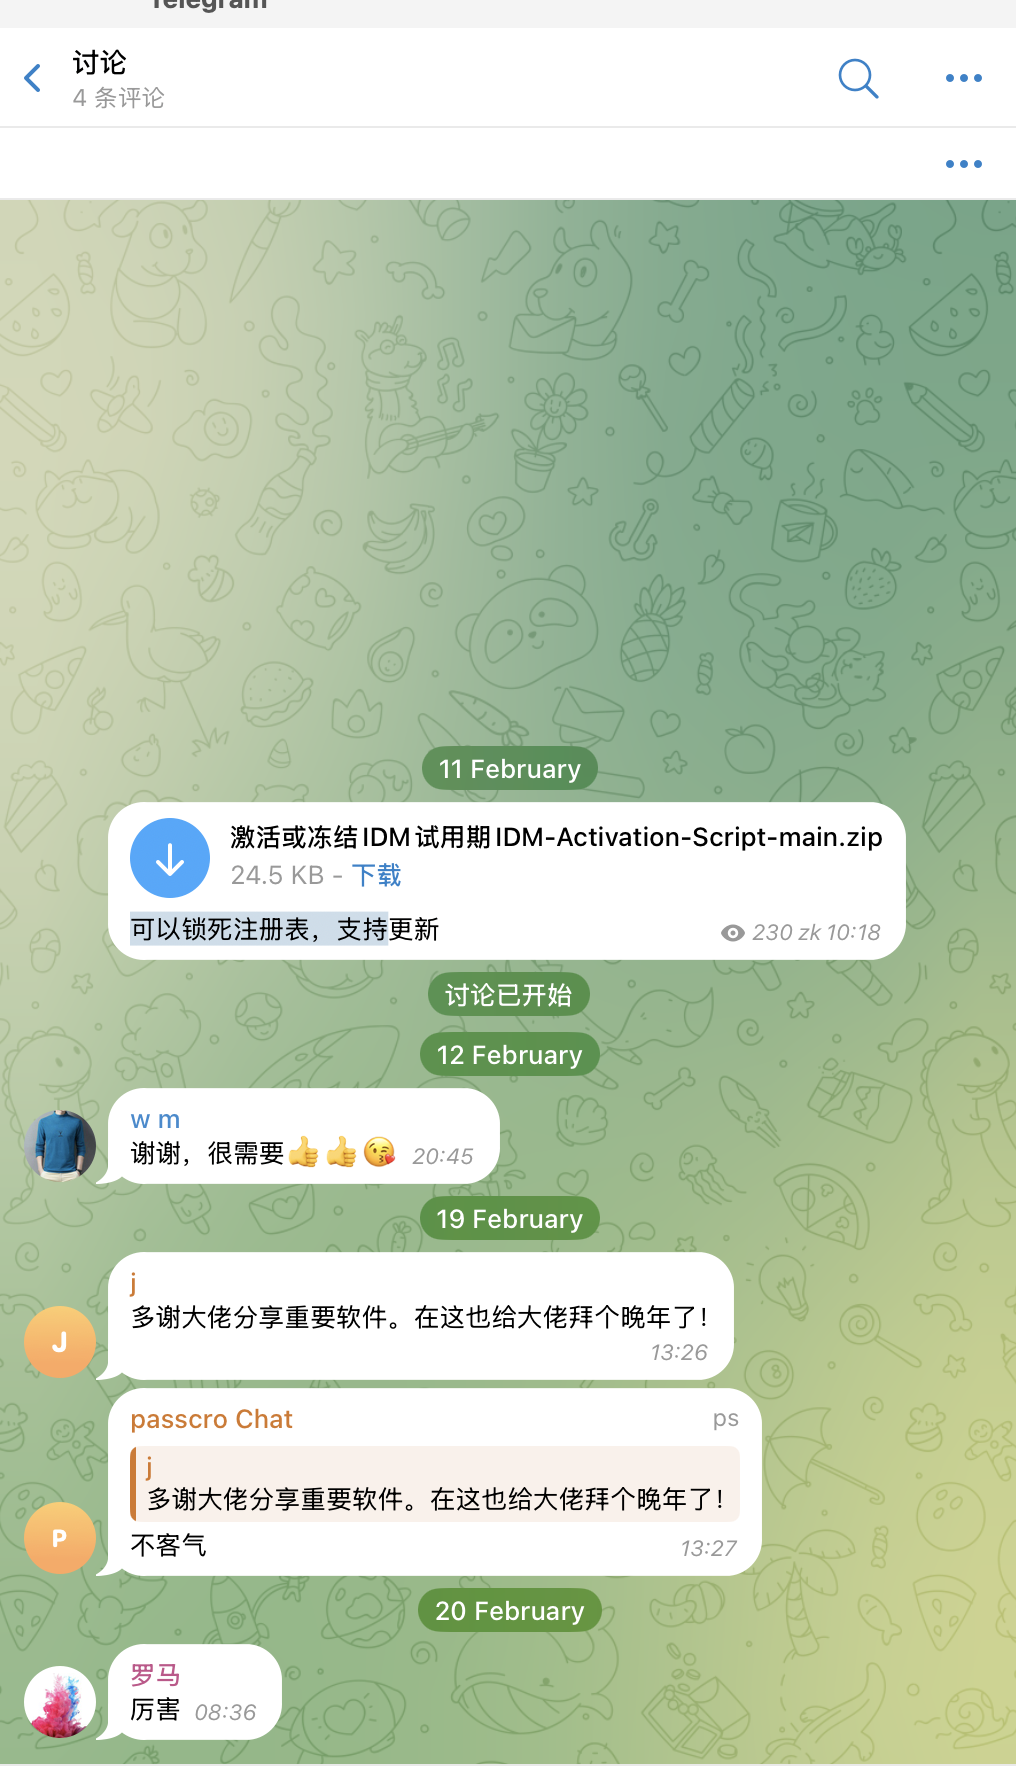 Telegram
讨论
4 条评论
11 February
激活或冻结IDM试用期IDM-Activation-Script-main.zip
24.5 KB - 下载
可以锁死注册表，支持更新
230 zk 10:18
讨论已开始
12 February
w m
谢谢，很需要👍👍😘 20:45
19 February
j
多谢大佬分享重要软件。在这也给大佬拜个晚年了！
13:26
J
passcro Chat ps
j
多谢大佬分享重要软件。在这也给大佬拜个晚年了！
不客气 13:27
P
20 February
罗马
厉害 08:36